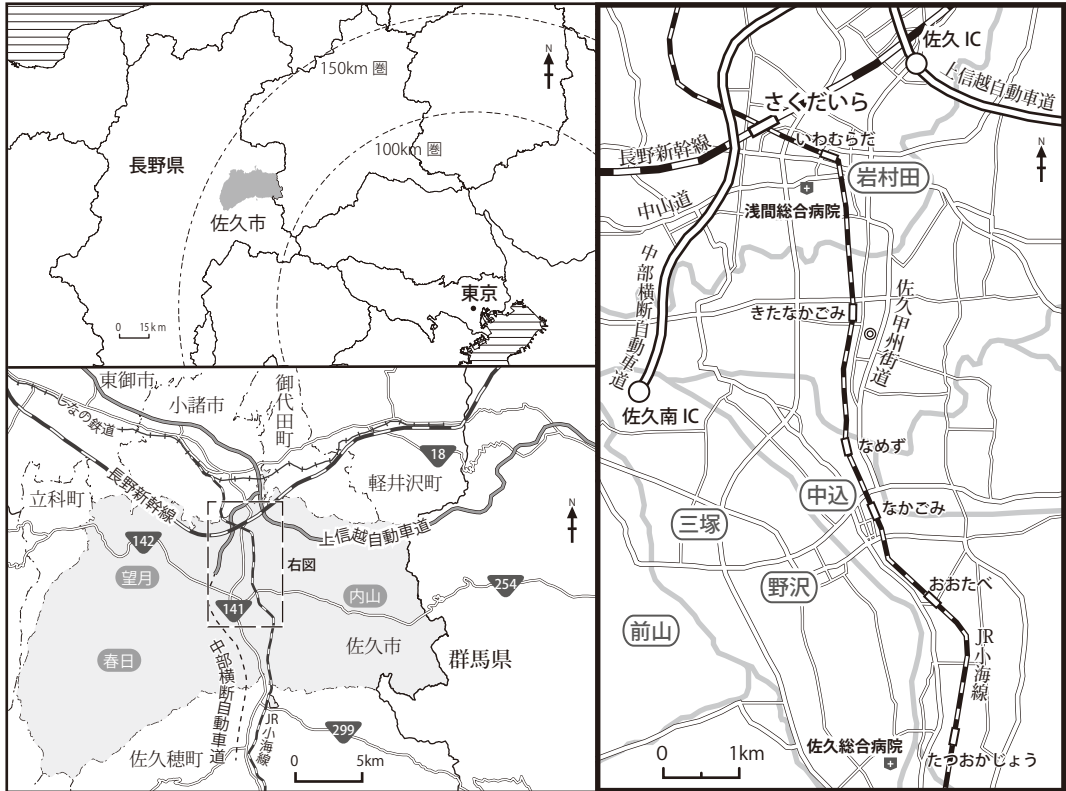 150km 圏
N
100km 圏
長野県
佐久市
東京
0 15km
東御市
小諸市
御代田町
しなの鉄道
18
軽井沢町
長野新幹線
立科町
N
上信越自動車道
142
右図
望月
254
内山
141
春日
佐久市
群馬県
中部横断自動車道
JR小海線
299
佐久穂町
0 5km
佐久 IC
上信越自動車道
さくだいら
N
いわむらだ
長野新幹線
岩村田
中山道
浅間総合病院
中部横断自動車道
佐久甲州街道
きたなかごみ
佐久南 IC
なめず
中込
なかごみ
三塚
野沢
おおたべ
前山
JR小海線
佐久総合病院
0 1km
たつおかじょう